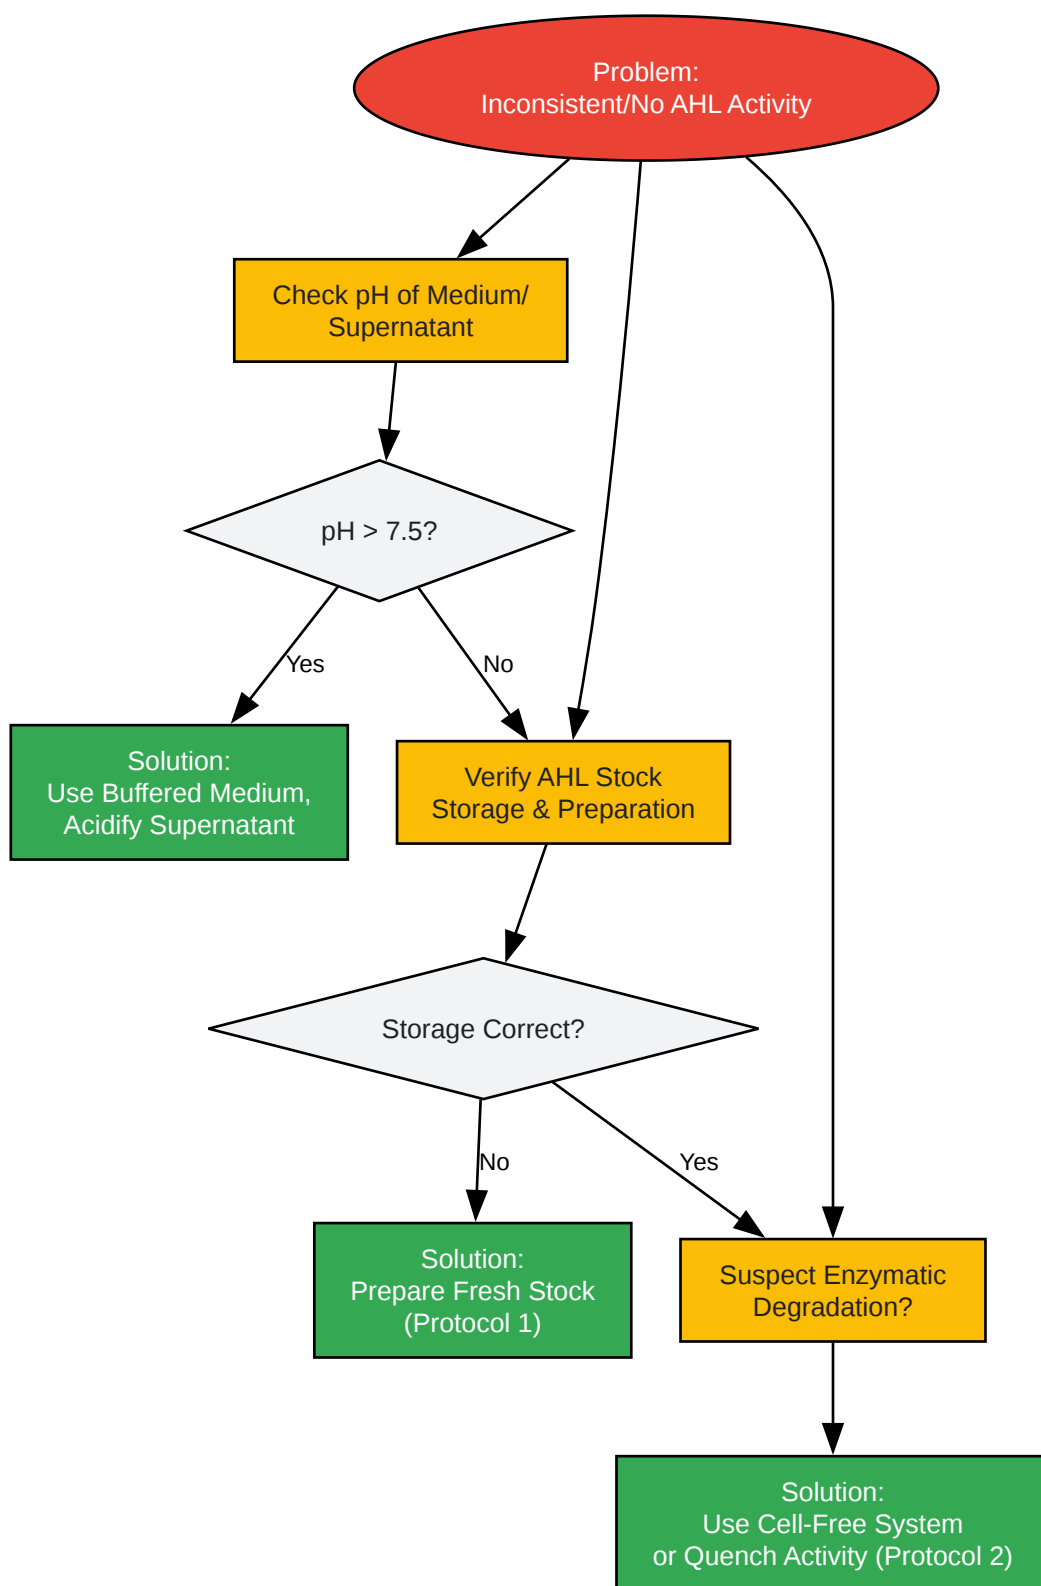 Problem:
Inconsistent/No AHL Activity
Check pH of Medium/
Supernatant
pH > 7.5?
Yes
No
Solution:
Use Buffered Medium,
Acidify Supernatant
Verify AHL Stock
Storage & Preparation
Storage Correct?
No
Yes
Solution:
Prepare Fresh Stock
(Protocol 1)
Suspect Enzymatic
Degradation?
Solution:
Use Cell-Free System
or Quench Activity (Protocol 2)